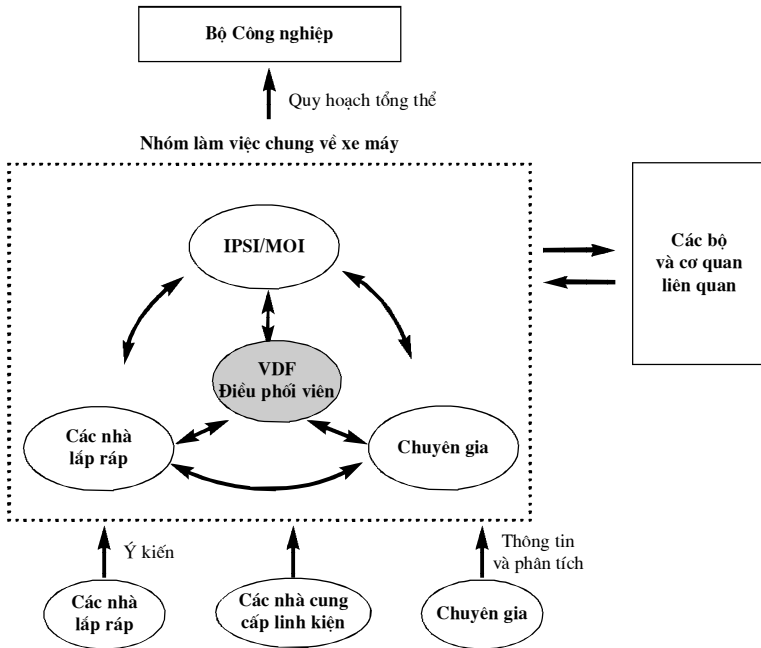 Bộ Công nghiệp
Quy hoạch tổng thể
Nhóm làm việc chung về xe máy
IPSI/MOI
Các bộ
và cơ quan
liên quan
VDF
Điều phối viên
Các nhà
lắp ráp
Chuyên gia
Ý kiến
Thông tin
và phân tích
Các nhà
lắp ráp
Các nhà cung
cấp linh kiện
Chuyên gia